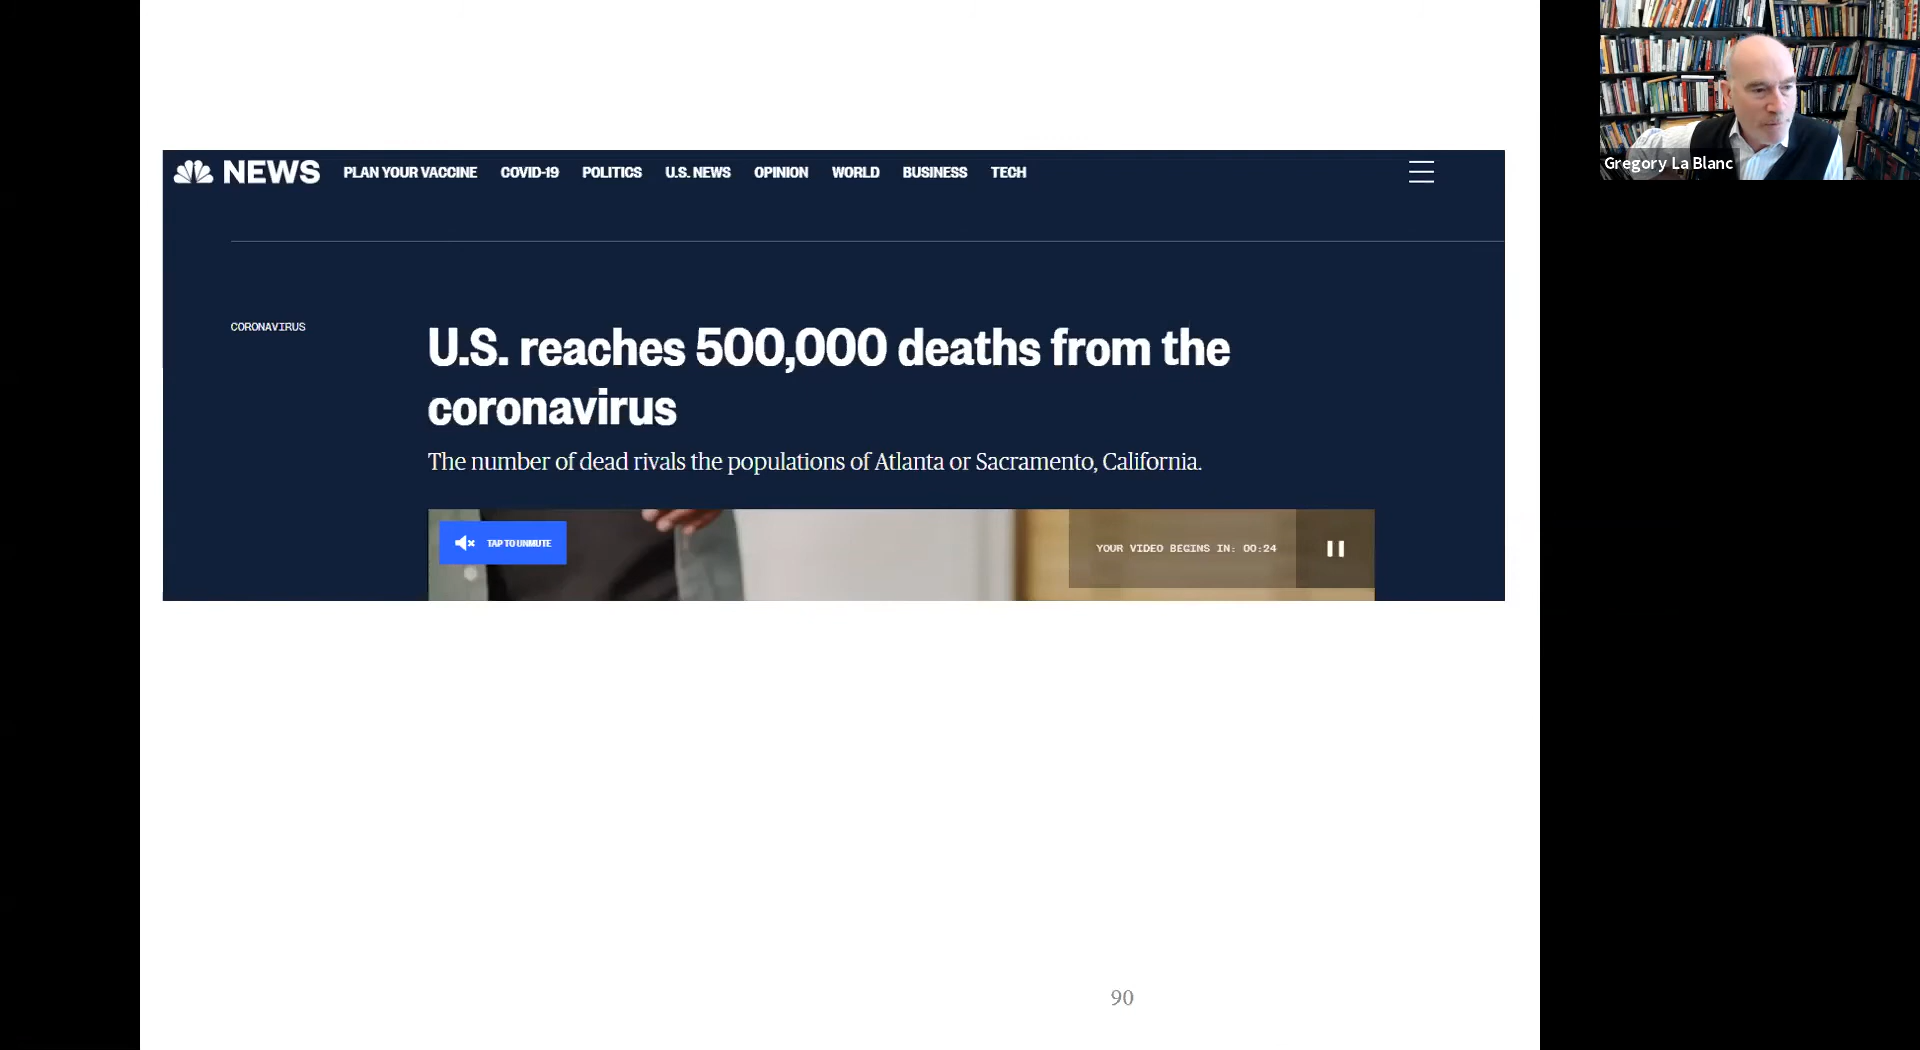 NEWS PLAN YOUR VACCINE COVID-19 POLITICS U.S. NEWS OPINION WORLD BUSINESS TECH
CORONAVIRUS
U.S. reaches 500,000 deaths from the
coronavirus
The number of dead rivals the populations of Atlanta or Sacramento, California.
TAP TO UNMUTE
YOUR VIDEO BEGINS IN: 00:24
90
Gregory La Blanc